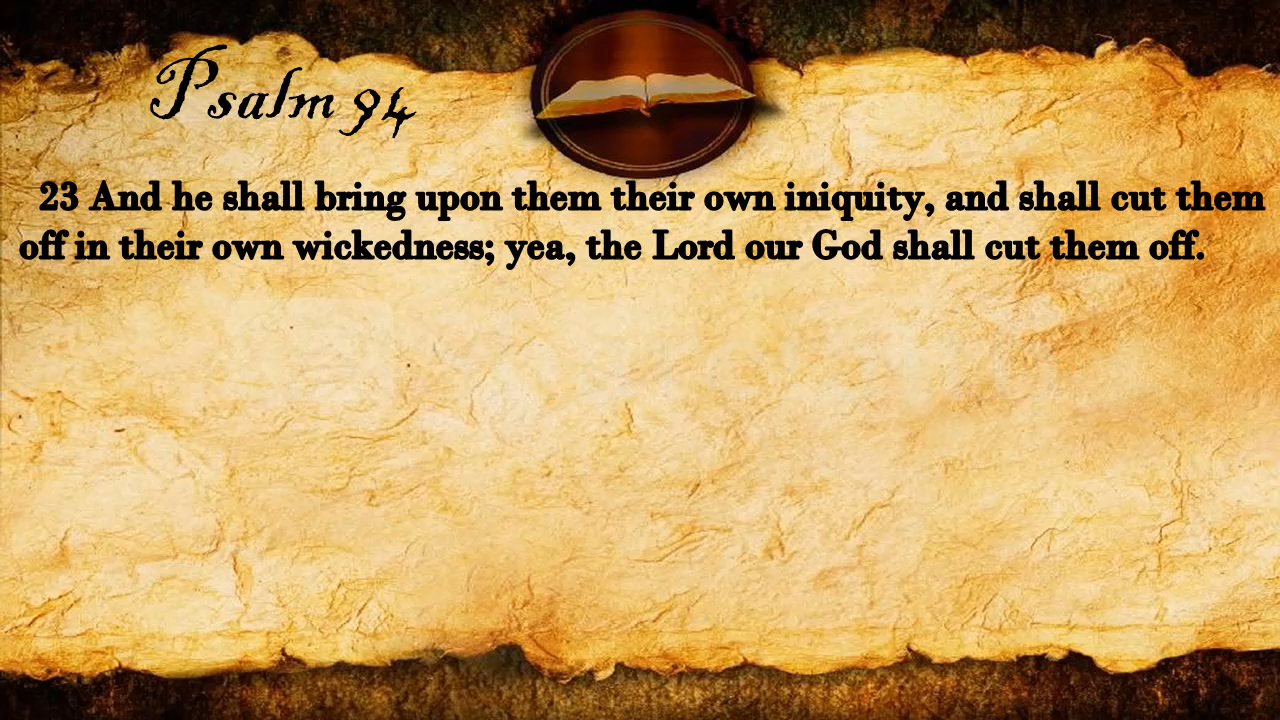 Psalm 94
23 And he shall bring upon them their own iniquity, and shall cut them
off in their own wickedness; yea, the Lord our God shall cut them off.